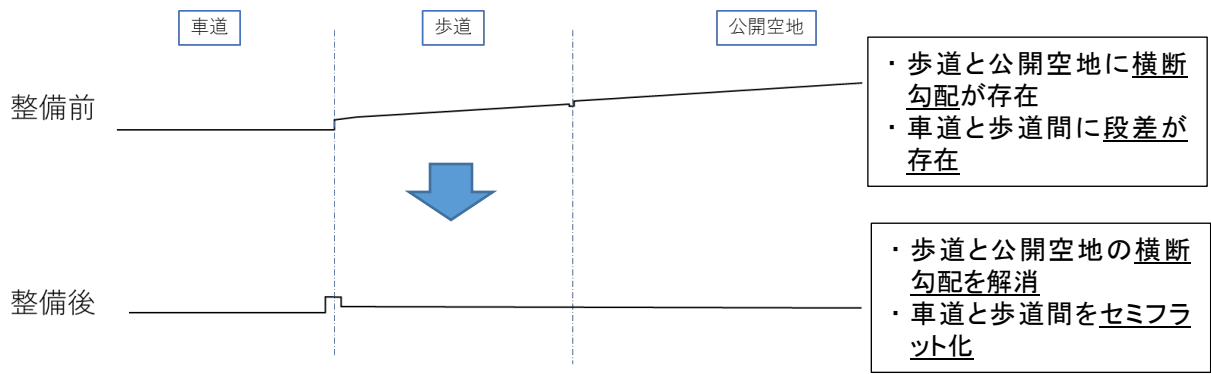 車道
歩道
公開空地
整備前
・歩道と公開空地に横断
勾配が存在
・車道と歩道間に段差が
存在
整備後
・歩道と公開空地の横断
勾配を解消
・車道と歩道間をセミフラ
ット化